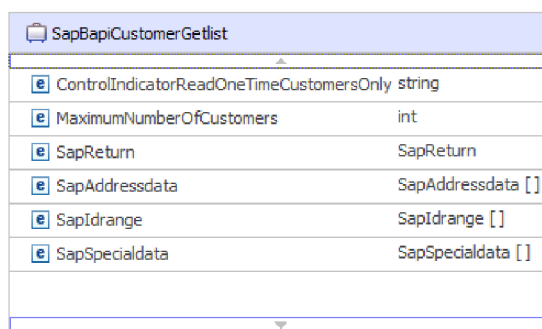 SapBapiCustomerGetlist
e ControlIndicatorReadOneTimeCustomersOnly string
e MaximumNumberOfCustomers int
e SapReturn SapReturn
e SapAddressdata SapAddressdata []
e SapIdrange SapIdrange []
e SapSpecialdata SapSpecialdata []